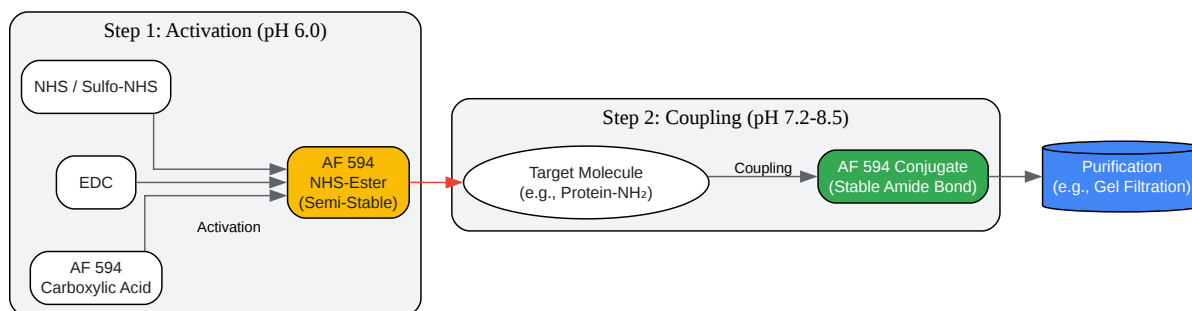 Step 1: Activation (pH 6.0)
NHS / Sulfo-NHS
EDC
AF 594
Carboxylic Acid
Activation
AF 594
NHS-Ester
(Semi-Stable)
Step 2: Coupling (pH 7.2-8.5)
Target Molecule
(e.g., Protein-NH₂)
Coupling
AF 594 Conjugate
(Stable Amide Bond)
Purification
(e.g., Gel Filtration)